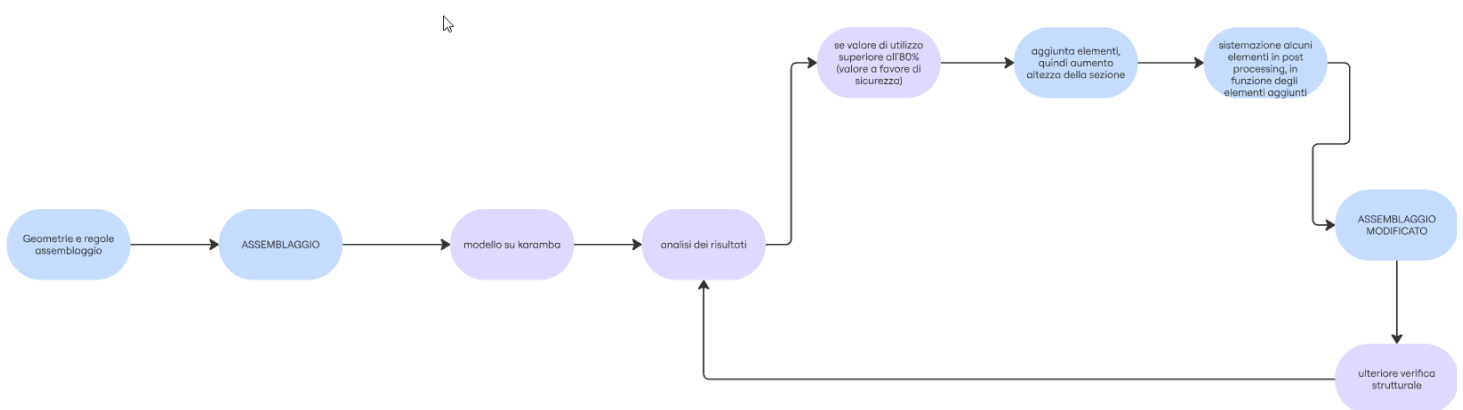 se valore di utilizzo
superiore all'80%
(valore a favore di
sicurezza)
aggiunta elementi,
quindi aumento
altezza della sezione
sistemazione alcuni
elementi in post
processing, in
funzione degli
elementi aggiunti
Geometrie e regole
assemblaggio
ASSEMBLAGGIO
modello su karamba
analisi dei risultati
ASSEMBLAGGIO
MODIFICATO
ulteriore verifica
strutturale